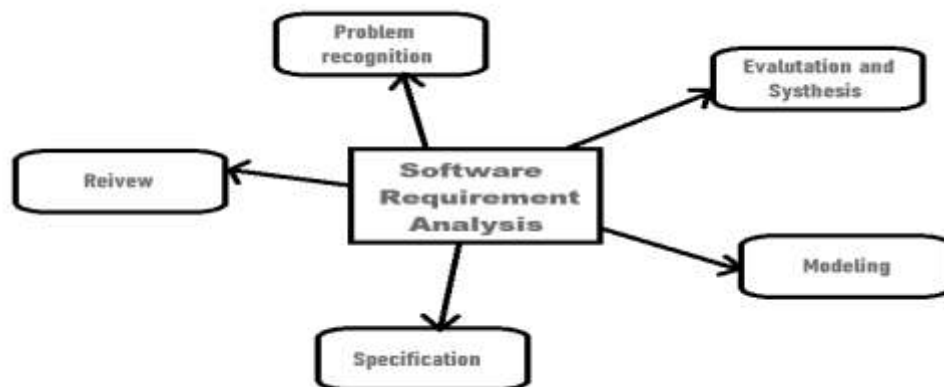 Problem
recognition
Evalutation and
Systhesis
Software
Requirement
Analysis
Reivew
Modeling
Specification